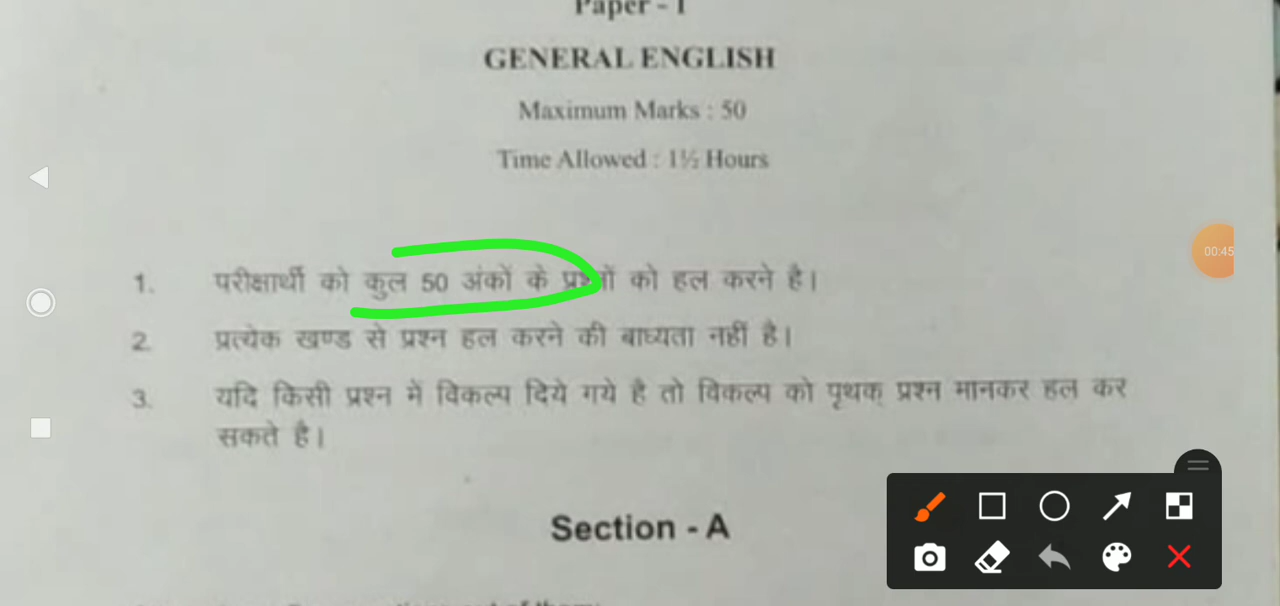 Paper - I
GENERAL ENGLISH
Maximum Marks : 50
Time Allowed : 1½ Hours
00:45
1. परीक्षार्थी को कुल 50 अंकों के प्रश्नों को हल करने है।
2. प्रत्येक खण्ड से प्रश्न हल करने की बाध्यता नहीं है।
3. यदि किसी प्रश्न में विकल्प दिये गये है तो विकल्प को पृथक् प्रश्न मानकर हल कर
सकते है।
Section - A